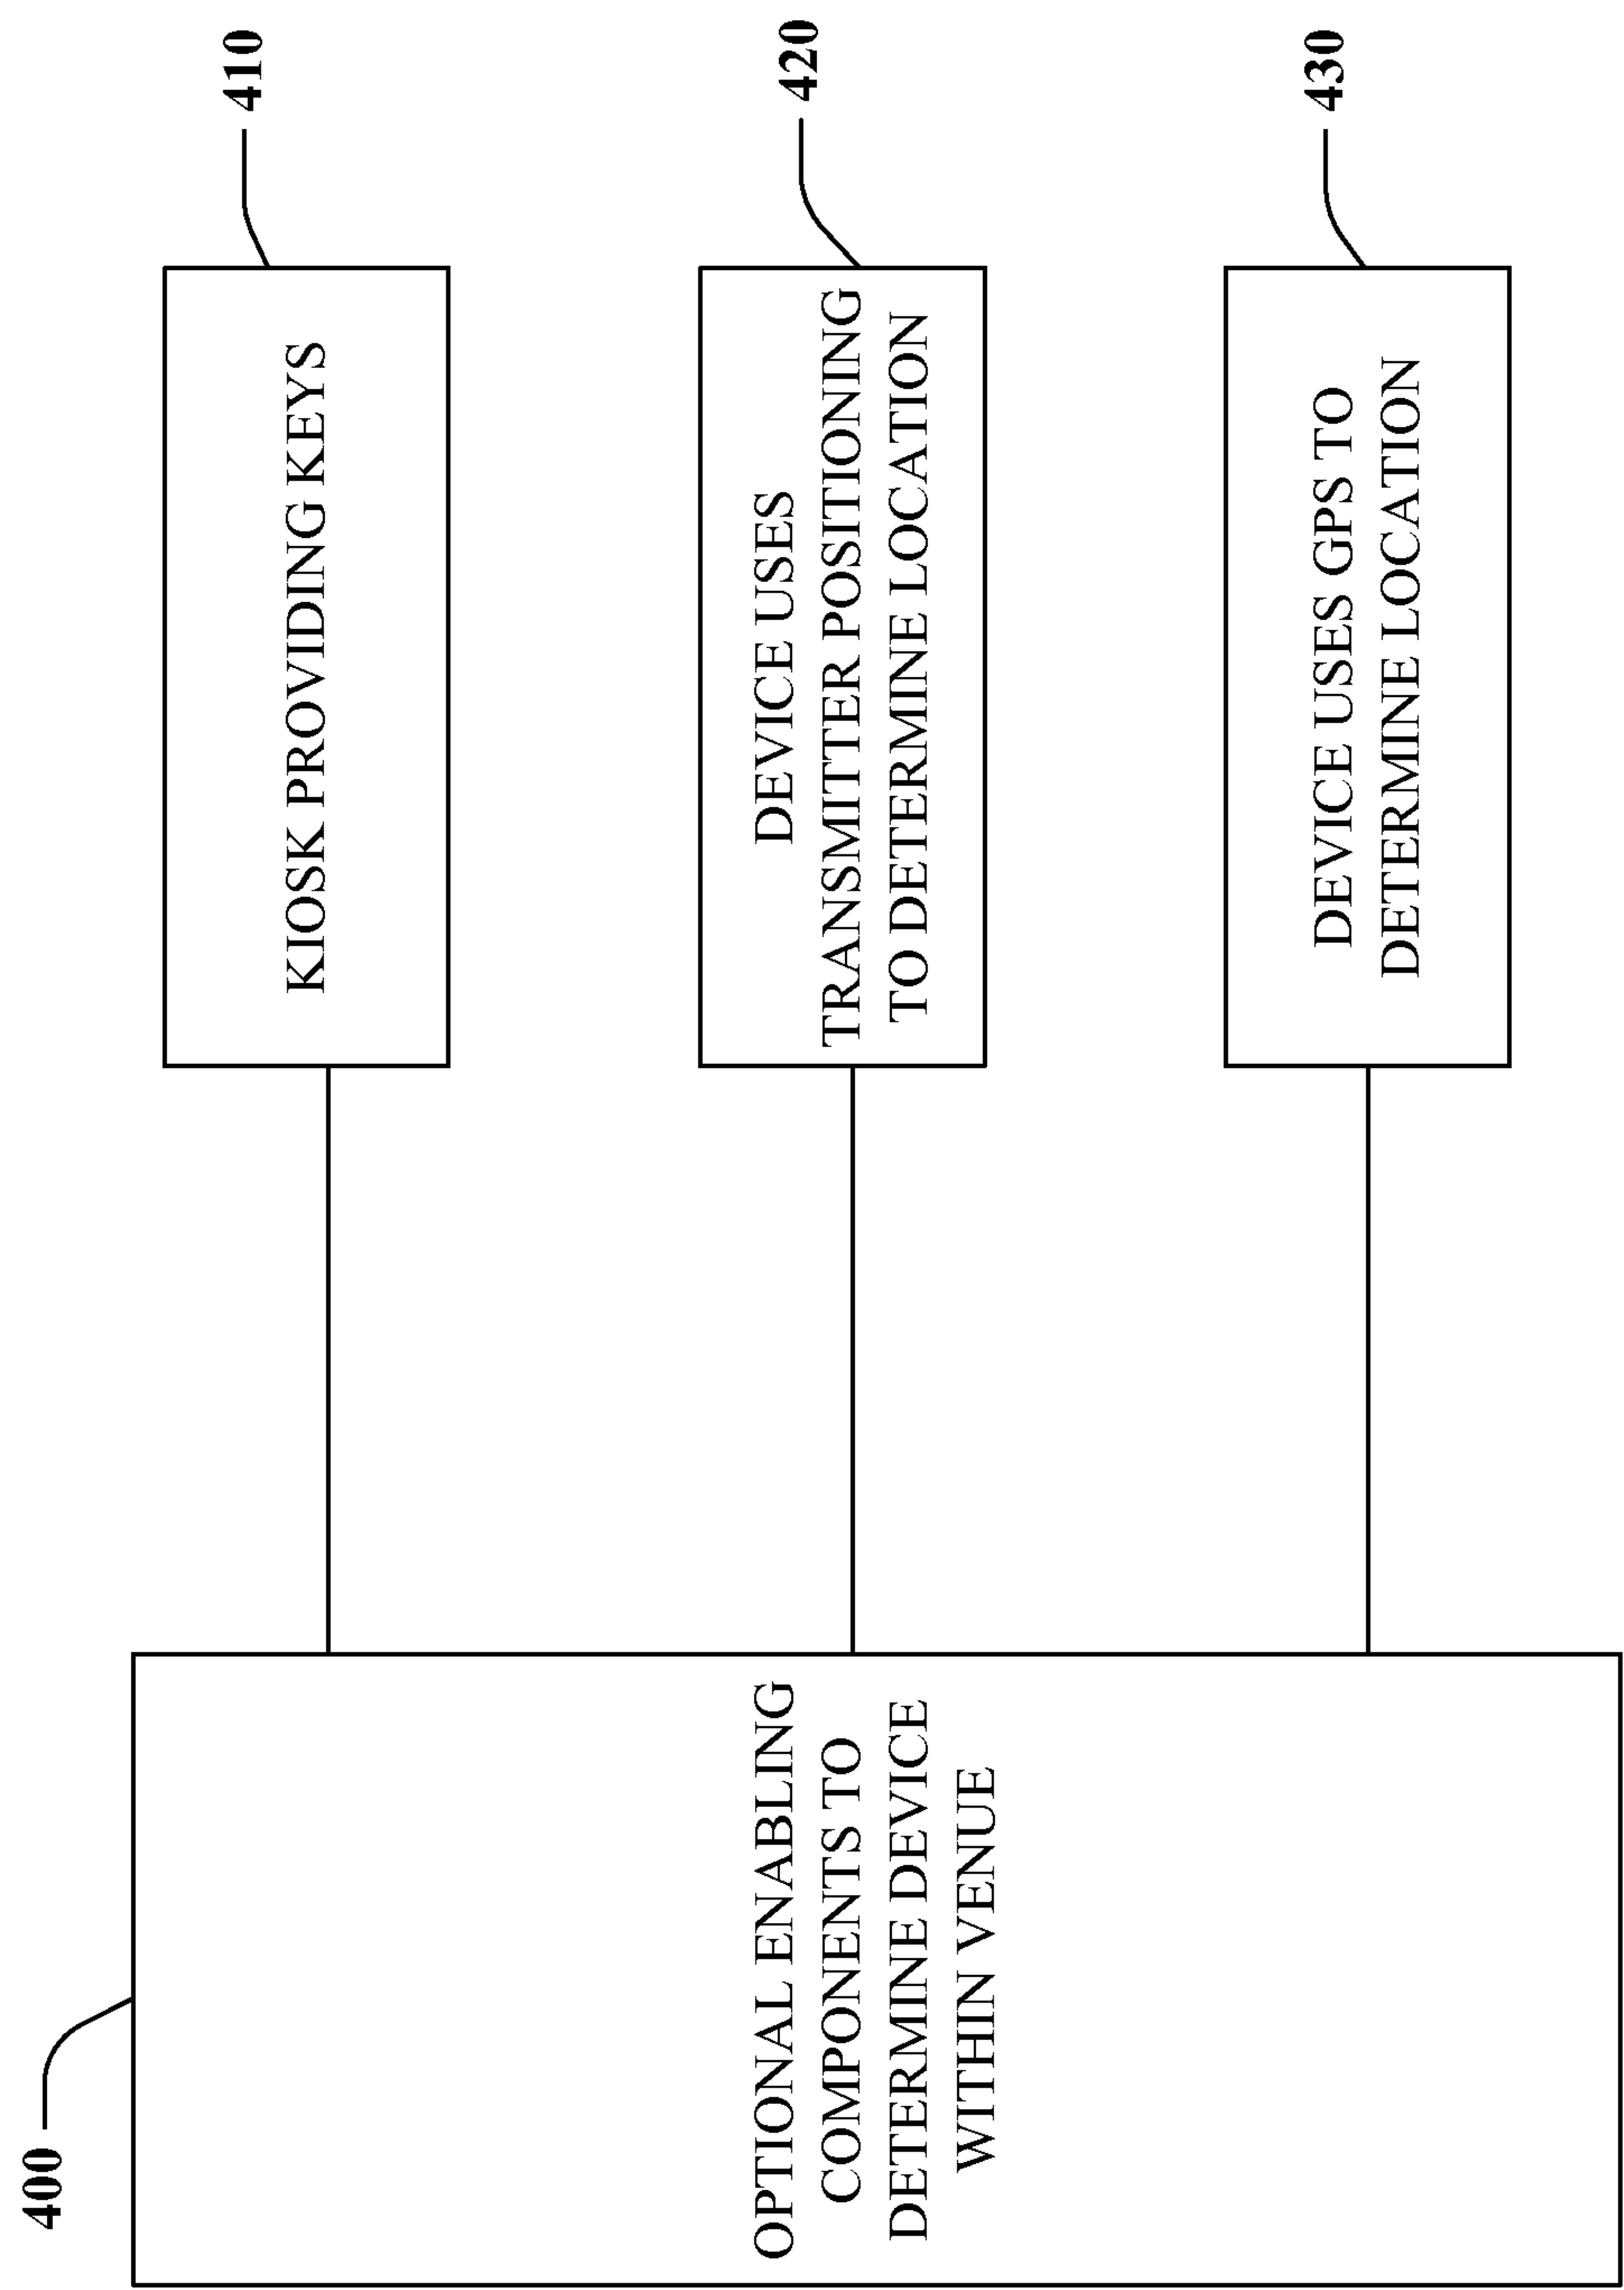 400
OPTIONAL ENABLING
COMPONENTS TO
DETERMINE DEVICE
WITHIN VENUE
410
KIOSK PROVIDING KEYS
420
DEVICE USES
TRANSMITTER POSITIONING
TO DETERMINE LOCATION
430
DEVICE USES GPS TO
DETERMINE LOCATION